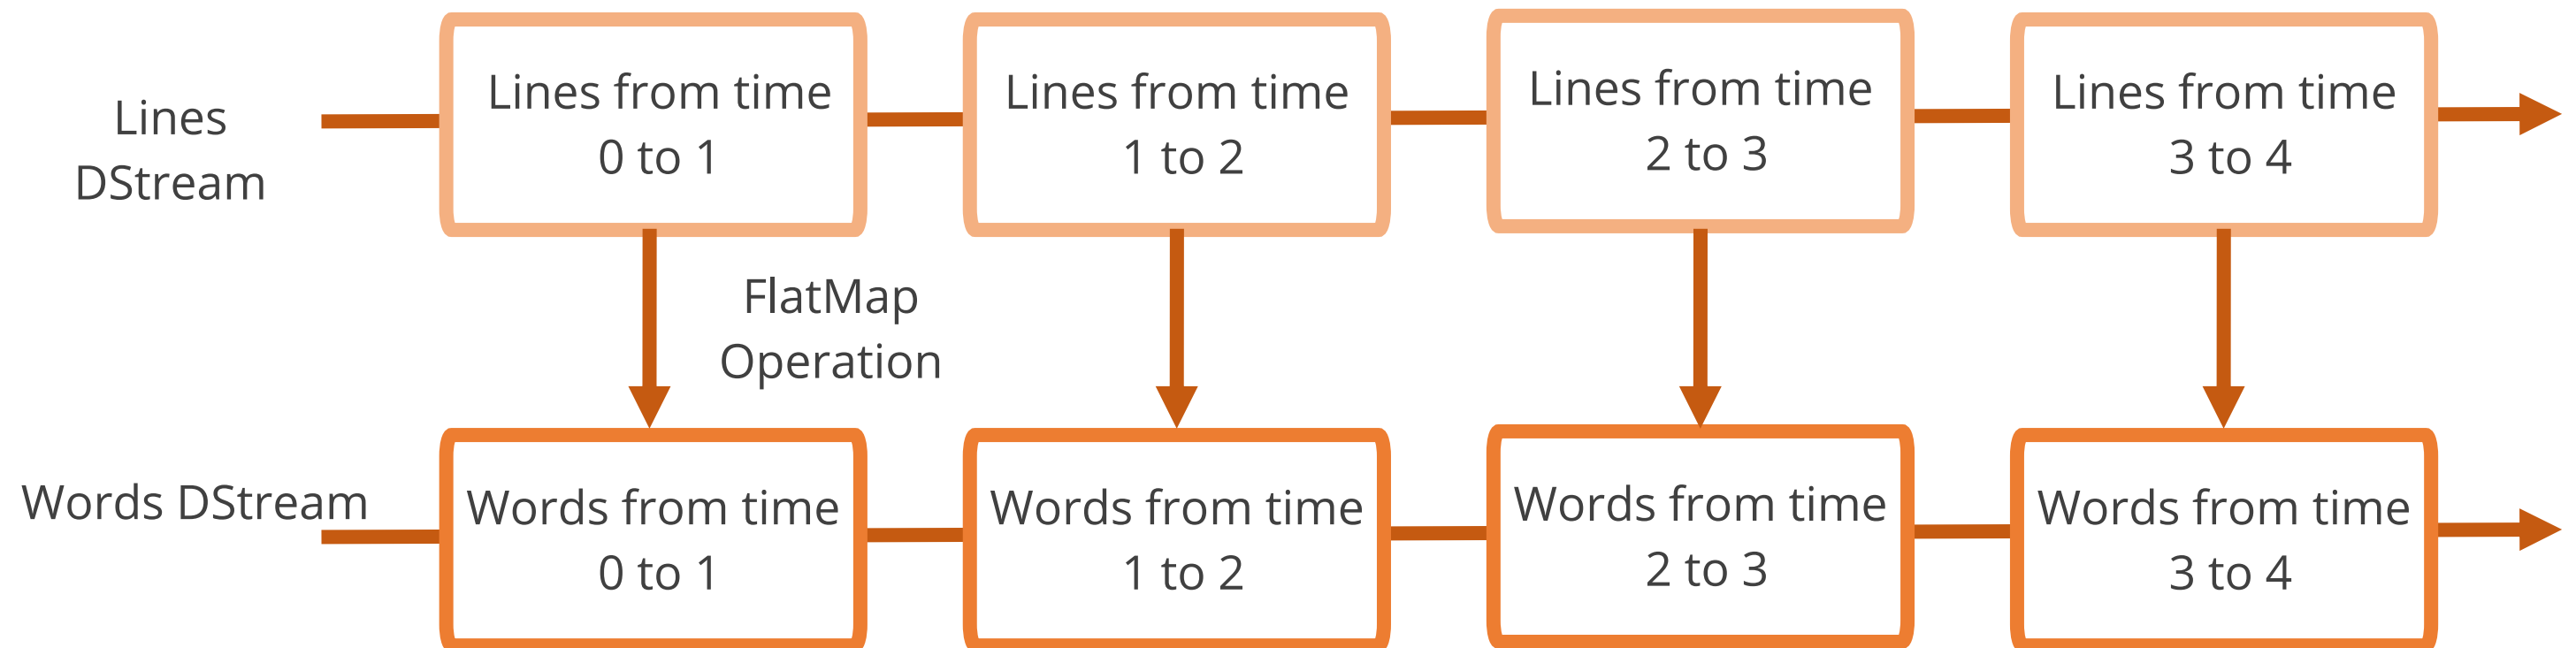 Lines
DStream
Lines from time
0 to 1
Lines from time
1 to 2
Lines from time
2 to 3
Lines from time
3 to 4
FlatMap
Operation
Words DStream
Words from time
0 to 1
Words from time
1 to 2
Words from time
2 to 3
Words from time
3 to 4